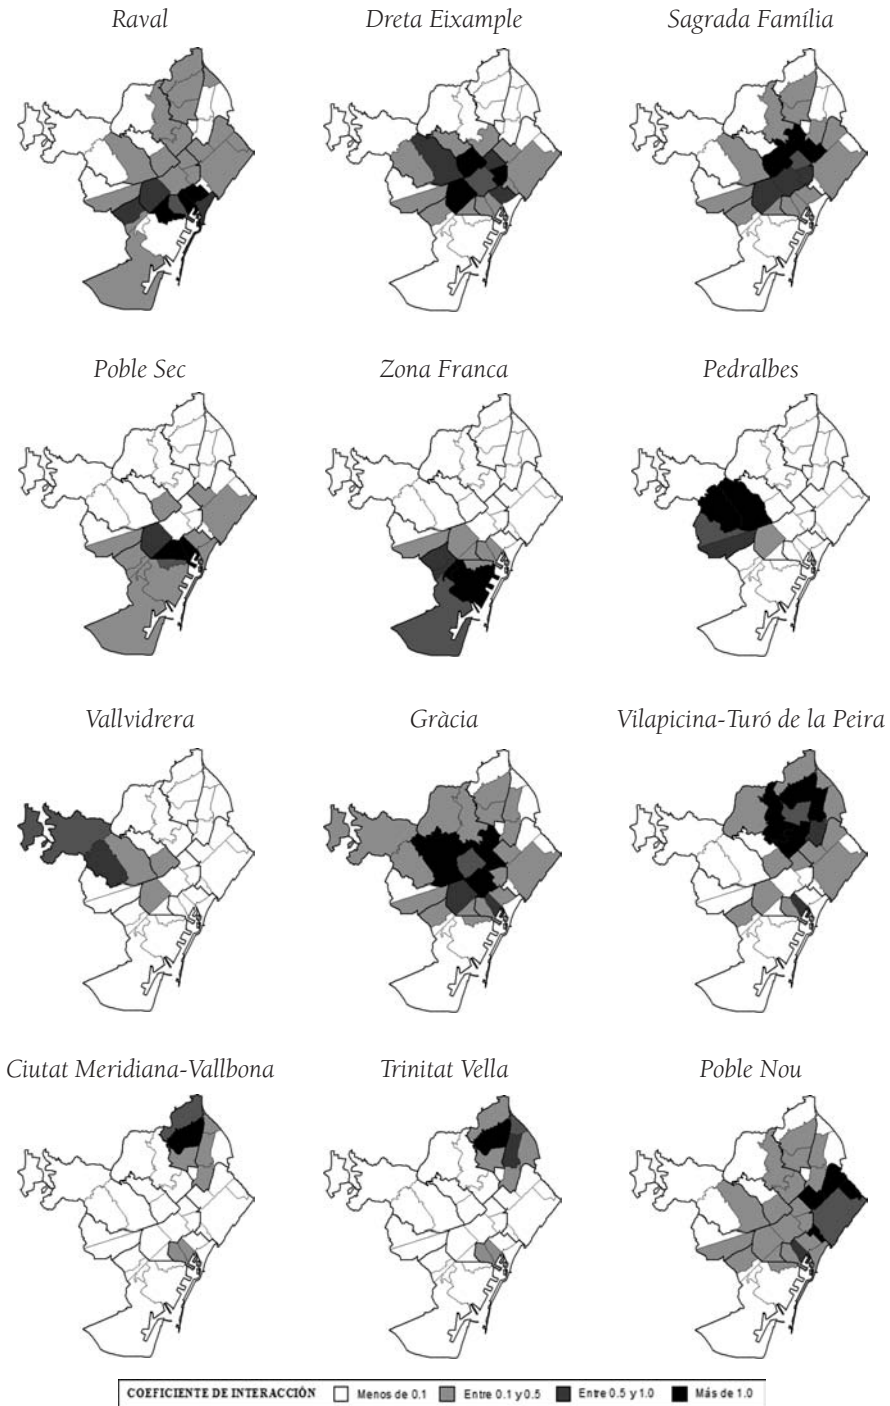 Raval
Dreta Eixample
Sagrada Família
Poble Sec
Zona Franca
Pedralbes
Vallvidrera
Gràcia
Vilapicina-Turó de la Peira
Ciutat Meridiana-Vallbona
Trinitat Vella
Poble Nou
COEFICIENTE DE INTERACCIÓN Menos de 0.1 Entre 0.1 y 0.5 Entre 0.5 y 1.0 Más de 1.0